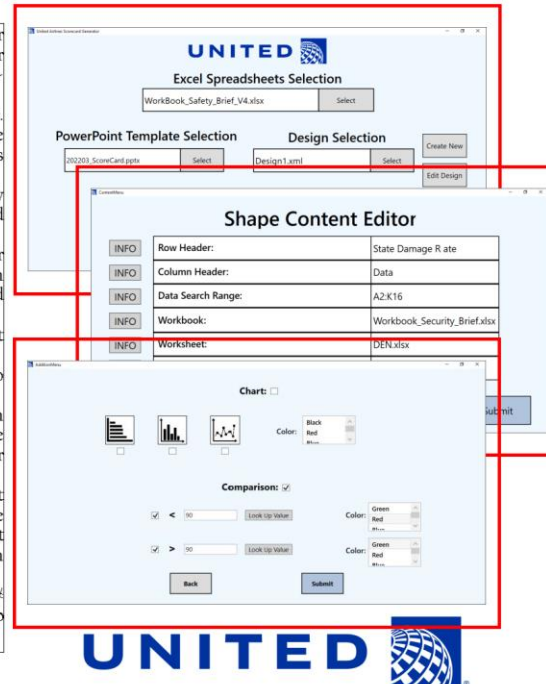 United Airlines Scorecard Generator
UNITED
Excel Spreadsheets Selection
WorkBook_Safety_Brief_V4.xlsx Select
PowerPoint Template Selection Design Selection
Create New
202203_ScoreCard.pptx Select Design1.xml Select
Edit Design
ContentMenu
Shape Content Editor
INFO Row Header: State Damage R ate
INFO Column Header: Data
INFO Data Search Range: A2:K16
INFO Workbook: Workbook_Security_Brief.xlsx
INFO Worksheet: DEN.xlsx
Submit
AdditionMenu
Chart:
Color: Black
Red
Blue
Comparison:
< 90 Look Up Value Color: Green
Red
Blue
> 90 Look Up Value Color: Green
Red
Back Submit
UNITED